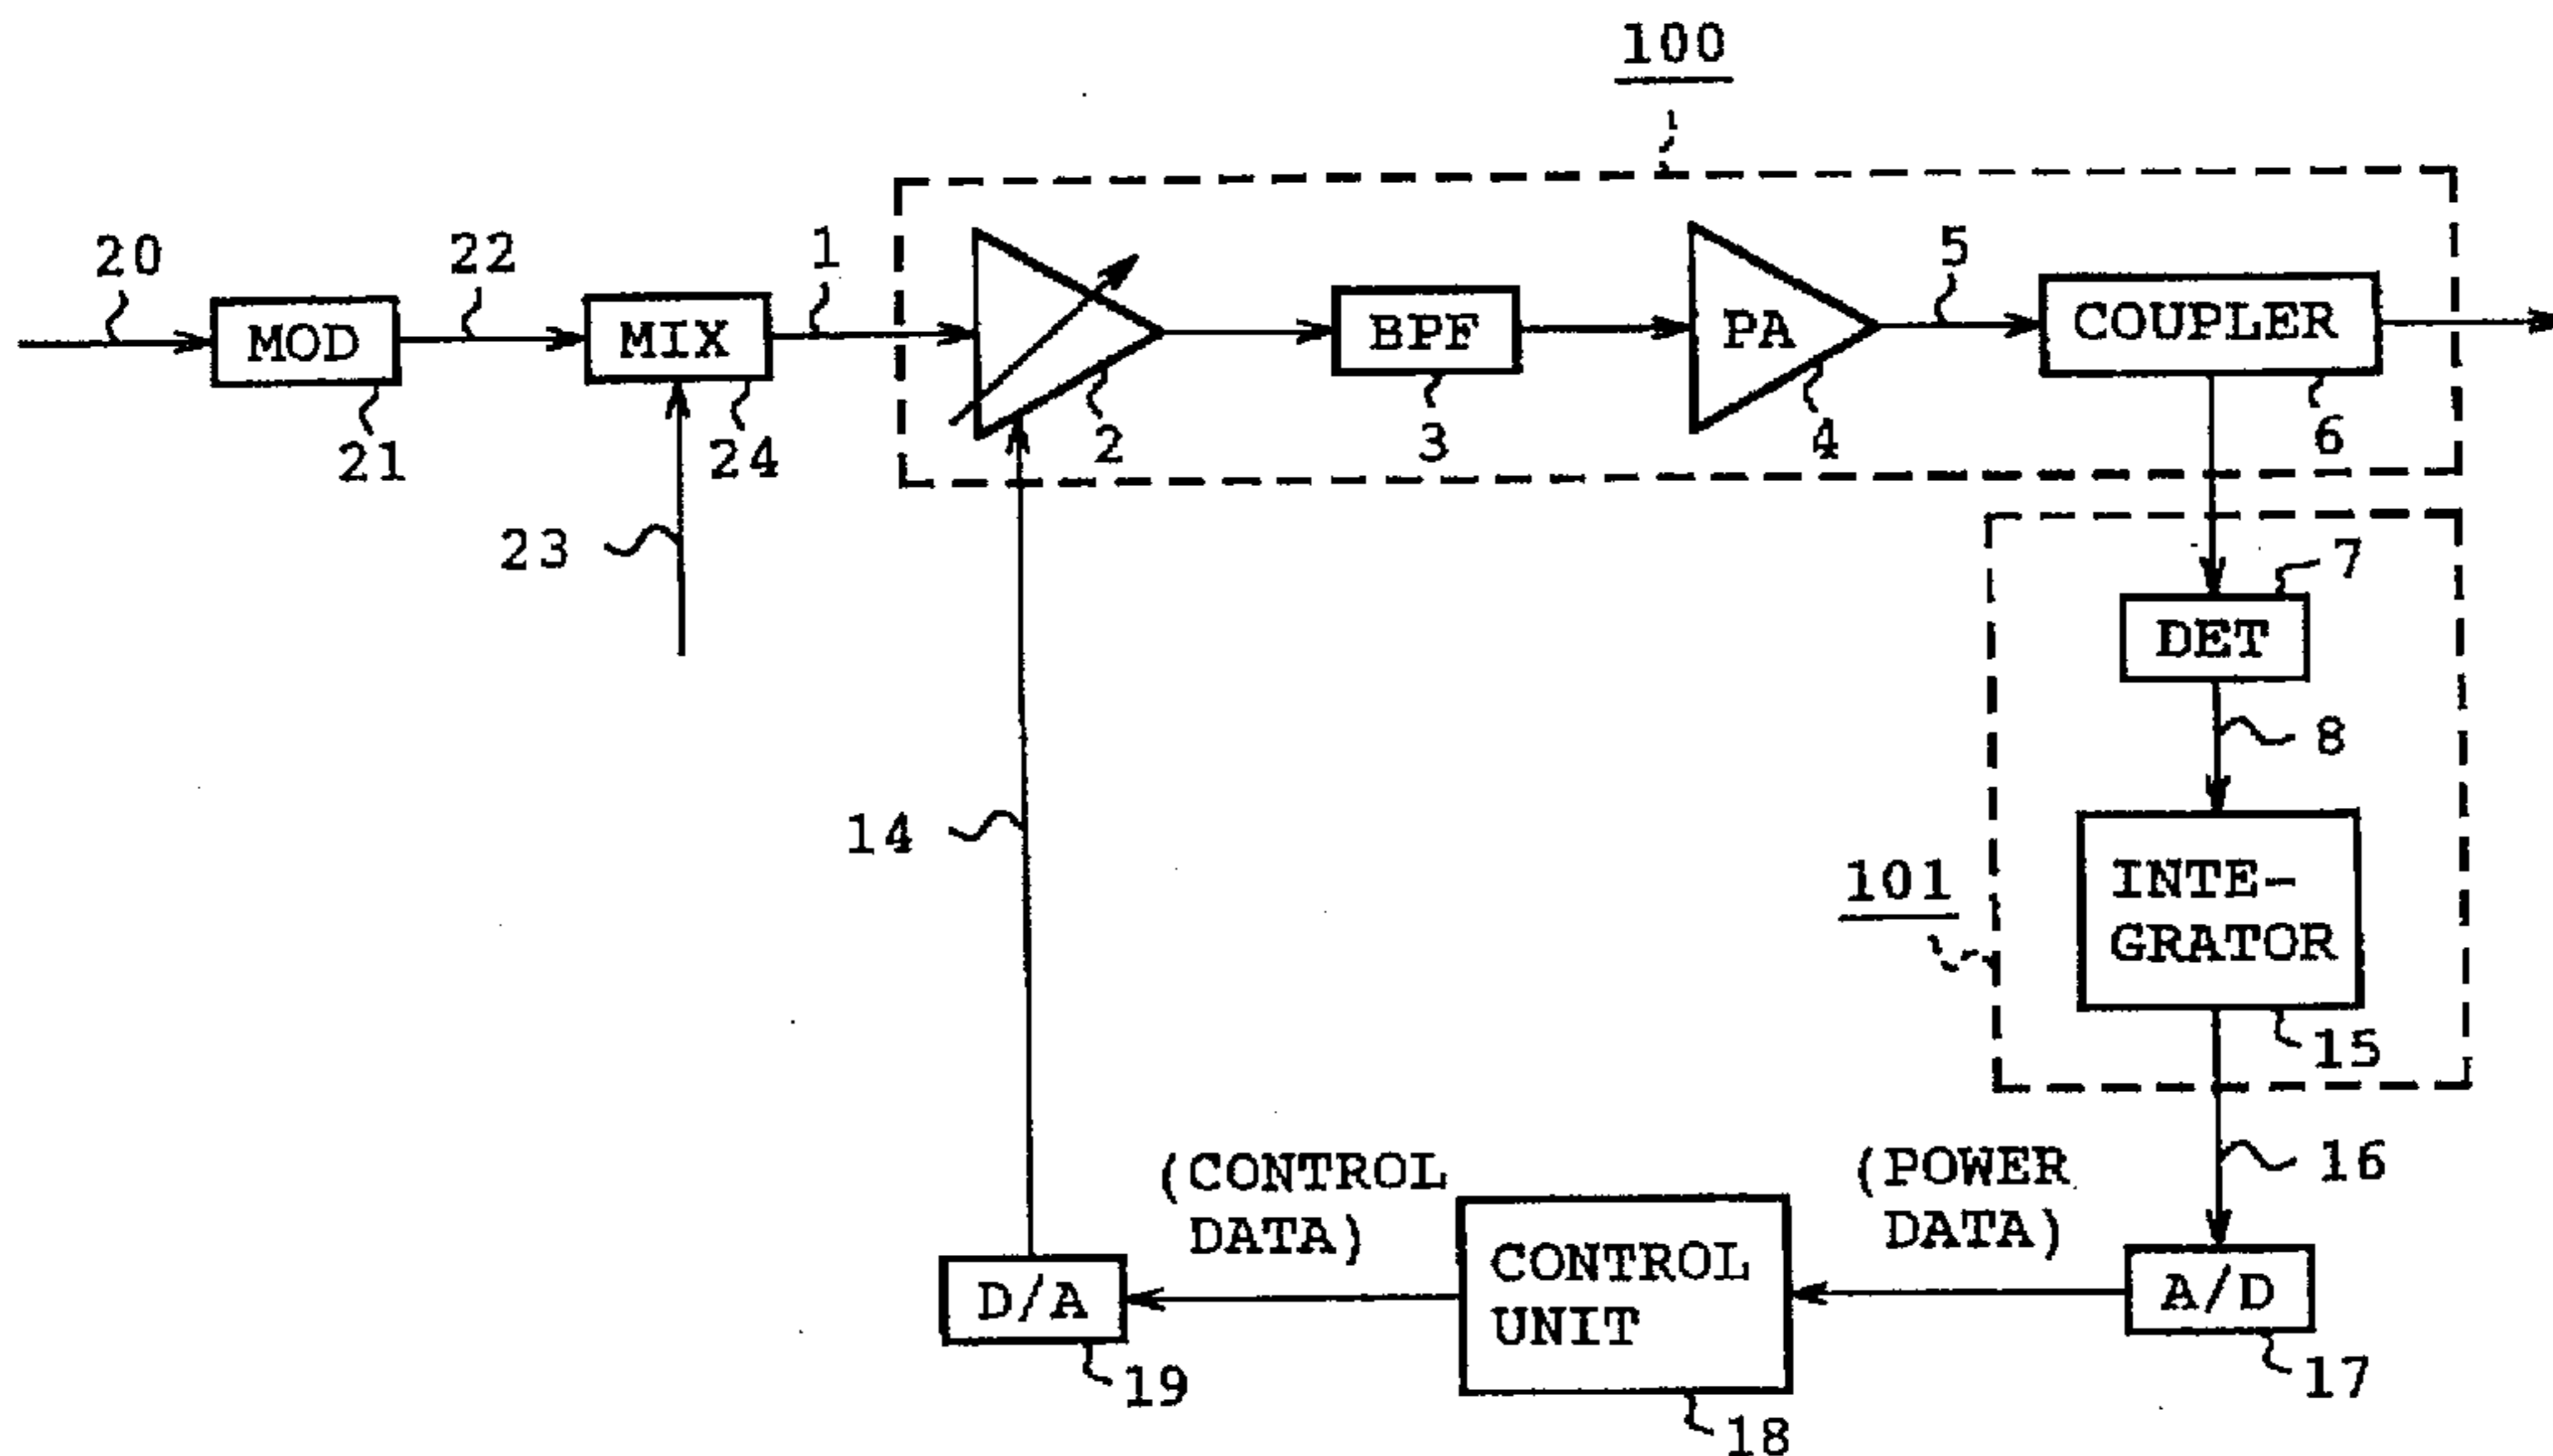 100
20
22
1
5
MOD
MIX
BPF
PA
COUPLER
21
24
2
3
4
6
23
7
DET
8
14
101
INTE-
GRATOR
15
16
(CONTROL
DATA)
(POWER
DATA)
D/A
CONTROL
UNIT
A/D
19
18
17